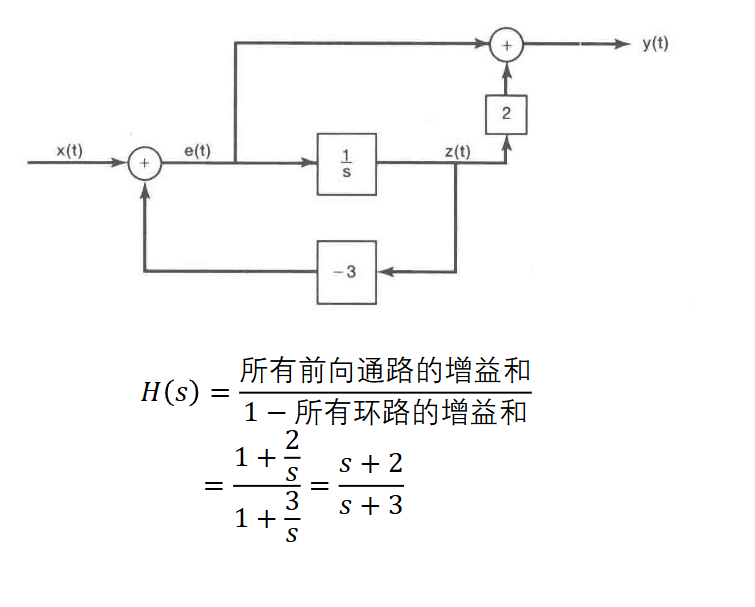 y(t)
2
x(t) e(t) 1/s z(t)
+
+
−3
H(s) = 所有前向通路的增益和 / 1 − 所有环路的增益和
= (1 + 2/s) / (1 + 3/s) = (s + 2) / (s + 3)